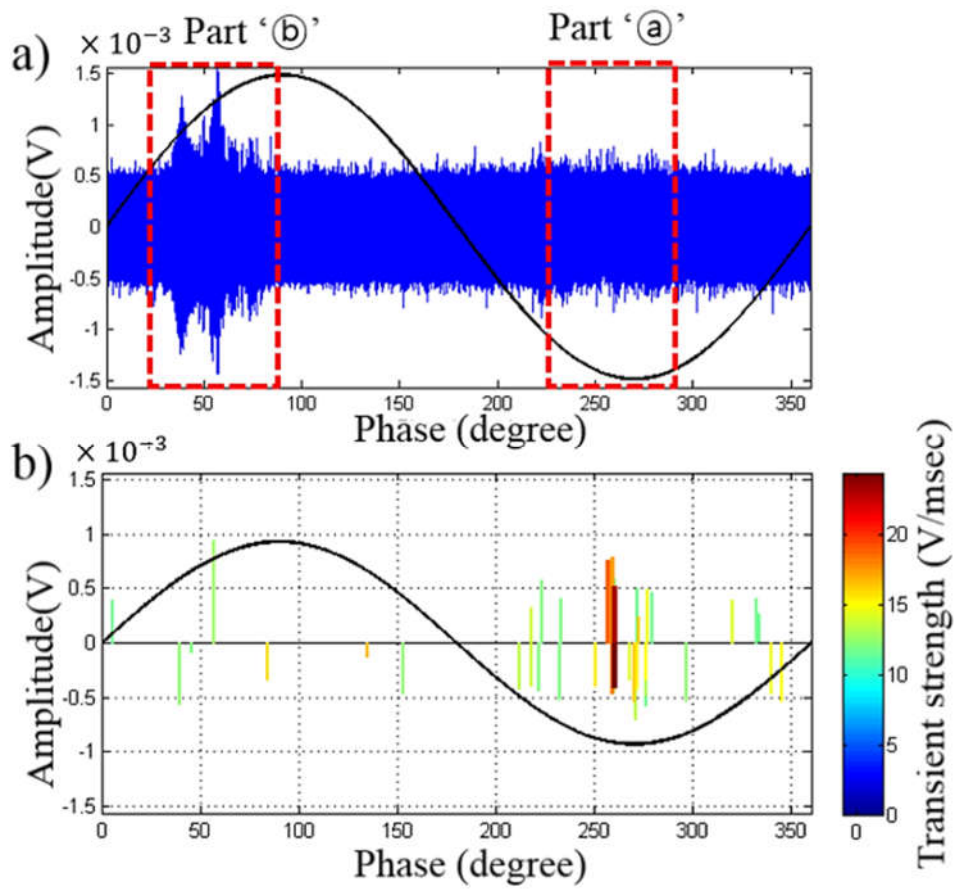 Part ‘ⓑ’ Part ‘ⓐ’
a) × 10⁻³
1.5
1
0.5
0
-0.5
-1
-1.5
Amplitude(V)
0 50 100 150 200 250 300 350
Phase (degree)
b) × 10⁻³
1.5
1
0.5
0
-0.5
-1
-1.5
Amplitude(V)
0 50 100 150 200 250 300 350
Phase (degree)
20
15
10
5
0
0
Transient strength (V/msec)